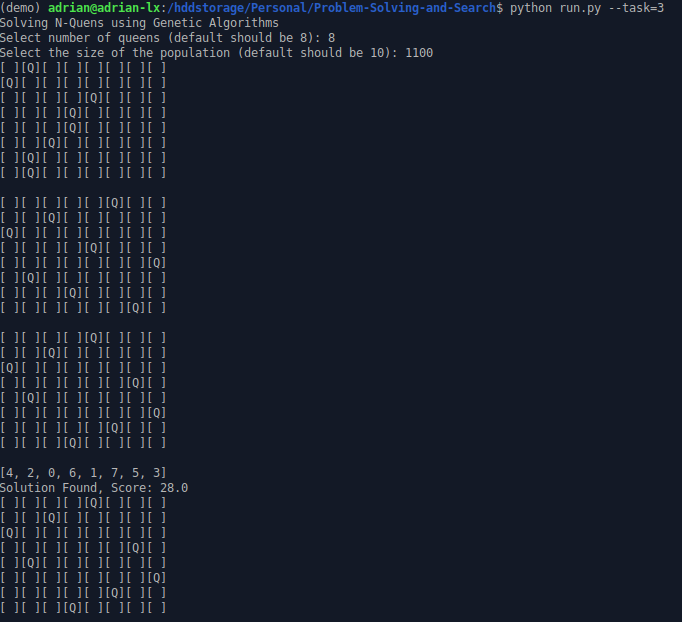 (demo) adrian@adrian-lx:/hddstorage/Personal/Problem-Solving-and-Search$ python run.py --task=3
Solving N-Quens using Genetic Algorithms
Select number of queens (default should be 8): 8
Select the size of the population (default should be 10): 1100
[ ][Q][ ][ ][ ][ ][ ][ ]
[Q][ ][ ][ ][ ][ ][ ][ ]
[ ][ ][ ][ ][Q][ ][ ][ ]
[ ][ ][ ][Q][ ][ ][ ][ ]
[ ][ ][ ][Q][ ][ ][ ][ ]
[ ][ ][Q][ ][ ][ ][ ][ ]
[ ][Q][ ][ ][ ][ ][ ][ ]
[ ][Q][ ][ ][ ][ ][ ][ ]
[ ][ ][ ][ ][ ][Q][ ][ ]
[ ][ ][Q][ ][ ][ ][ ][ ]
[Q][ ][ ][ ][ ][ ][ ][ ]
[ ][ ][ ][ ][Q][ ][ ][ ]
[ ][ ][ ][ ][ ][ ][ ][Q]
[ ][Q][ ][ ][ ][ ][ ][ ]
[ ][ ][ ][Q][ ][ ][ ][ ]
[ ][ ][ ][ ][ ][ ][Q][ ]
[ ][ ][ ][ ][Q][ ][ ][ ]
[ ][ ][Q][ ][ ][ ][ ][ ]
[Q][ ][ ][ ][ ][ ][ ][ ]
[ ][ ][ ][ ][ ][ ][Q][ ]
[ ][Q][ ][ ][ ][ ][ ][ ]
[ ][ ][ ][ ][ ][ ][ ][Q]
[ ][ ][ ][ ][ ][Q][ ][ ]
[ ][ ][ ][Q][ ][ ][ ][ ]
[4, 2, 0, 6, 1, 7, 5, 3]
Solution Found, Score: 28.0
[ ][ ][ ][ ][Q][ ][ ][ ]
[ ][ ][Q][ ][ ][ ][ ][ ]
[Q][ ][ ][ ][ ][ ][ ][ ]
[ ][ ][ ][ ][ ][ ][Q][ ]
[ ][Q][ ][ ][ ][ ][ ][ ]
[ ][ ][ ][ ][ ][ ][ ][Q]
[ ][ ][ ][ ][ ][Q][ ][ ]
[ ][ ][ ][Q][ ][ ][ ][ ]